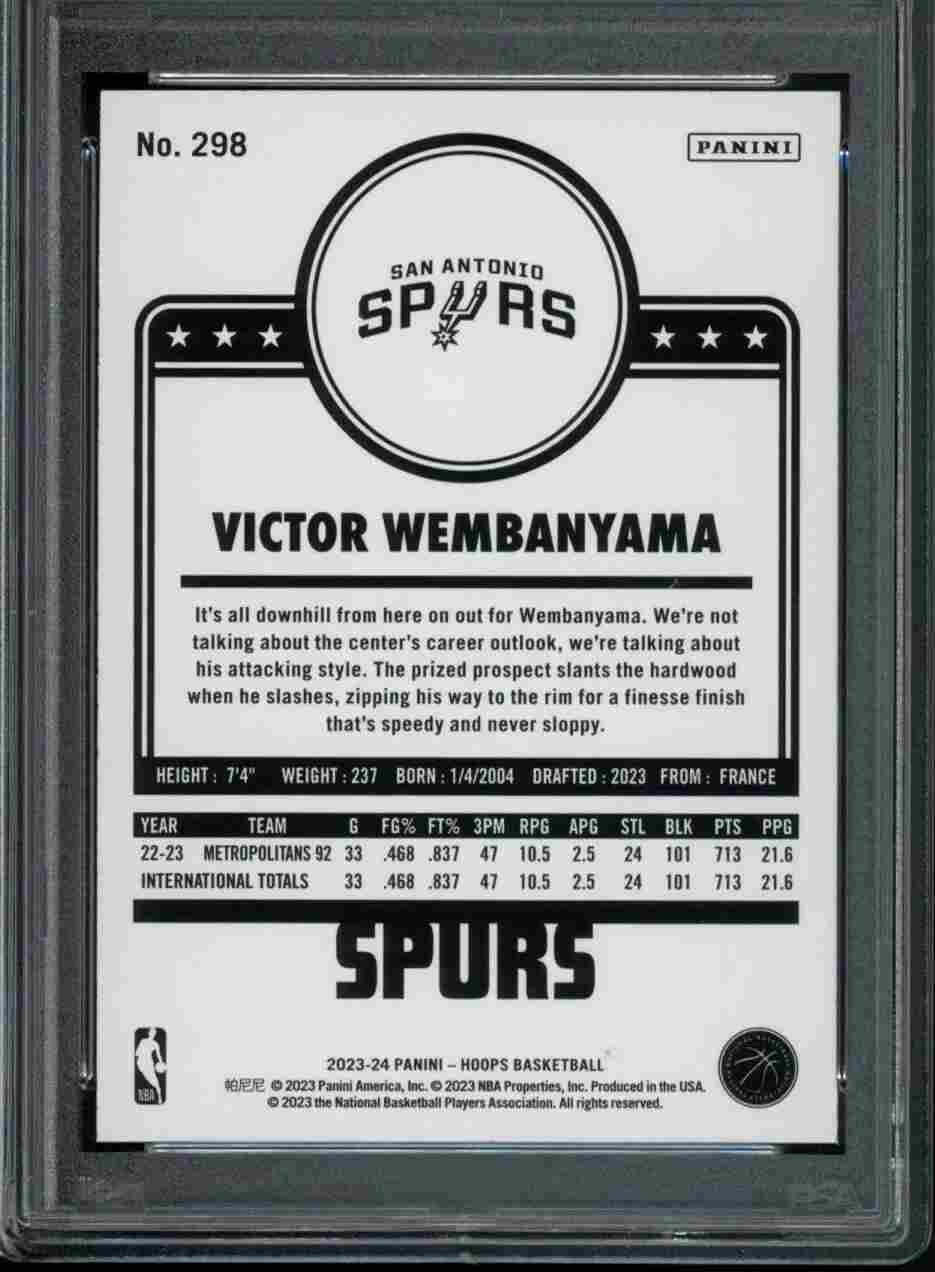 No. 298
PANINI
SAN ANTONIO
SPURS
VICTOR WEMBANYAMA
It's all downhill from here on out for Wembanyama. We're not
talking about the center's career outlook, we're talking about
his attacking style. The prized prospect slants the hardwood
when he slashes, zipping his way to the rim for a finesse finish
that's speedy and never sloppy.
HEIGHT : 7'4" WEIGHT : 237 BORN : 1/4/2004 DRAFTED : 2023 FROM : FRANCE
YEAR TEAM G FG% FT% 3PM RPG APG STL BLK PTS PPG
22-23 METROPOLITANS 92 33 .468 .837 47 10.5 2.5 24 101 713 21.6
INTERNATIONAL TOTALS 33 .468 .837 47 10.5 2.5 24 101 713 21.6
SPURS
NBA
2023-24 PANINI – HOOPS BASKETBALL
帕尼尼 © 2023 Panini America, Inc. © 2023 NBA Properties, Inc. Produced in the USA.
© 2023 the National Basketball Players Association. All rights reserved.
PSA